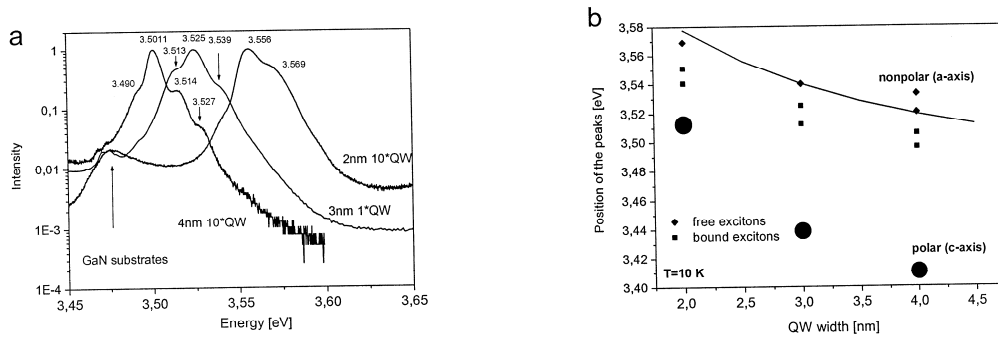 a
3.5011
3.525
3.556
3.513
3.539
3.490
3.514
3.569
3.527
1
0,1
0,01
1E-3
1E-4
Intensity
2nm 10*QW
3nm 1*QW
4nm 10*QW
GaN substrates
3,45
3,50
3,55
3,60
3,65
Energy [eV]
b
3,58
3,56
3,54
3,52
3,50
3,48
3,44
3,42
3,40
Position of the peaks [eV]
nonpolar (a-axis)
free excitons
bound excitons
polar (c-axis)
T=10 K
2,0
2,5
3,0
3,5
4,0
4,5
QW width [nm]